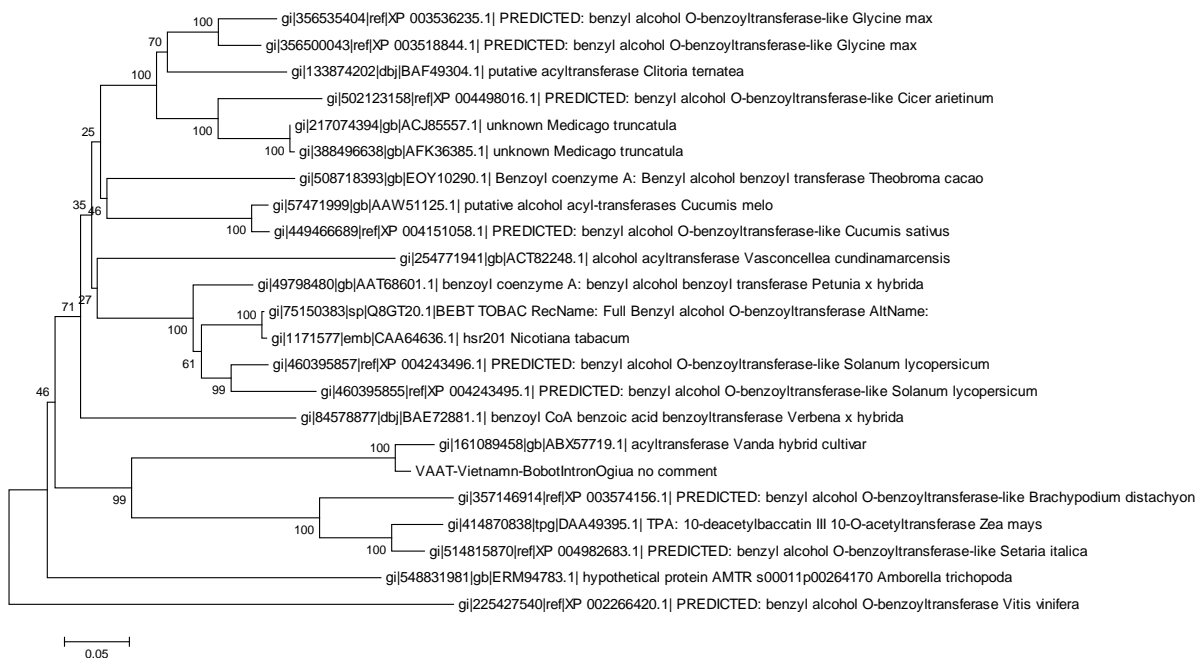 gi|356535404|ref|XP 003536235.1| PREDICTED: benzyl alcohol O-benzoyltransferase-like Glycine max
100
gi|356500043|ref|XP 003518844.1| PREDICTED: benzyl alcohol O-benzoyltransferase-like Glycine max
70
gi|133874202|dbj|BAF49304.1| putative acyltransferase Clitoria ternatea
100
gi|502123158|ref|XP 004498016.1| PREDICTED: benzyl alcohol O-benzoyltransferase-like Cicer arietinum
100
gi|217074394|gb|ACJ85557.1| unknown Medicago truncatula
25
100
gi|388496638|gb|AFK36385.1| unknown Medicago truncatula
gi|508718393|gb|EOY10290.1| Benzoyl coenzyme A: Benzyl alcohol benzoyl transferase Theobroma cacao
35
46
gi|57471999|gb|AAW51125.1| putative alcohol acyl-transferases Cucumis melo
100
gi|449466689|ref|XP 004151058.1| PREDICTED: benzyl alcohol O-benzoyltransferase-like Cucumis sativus
gi|254771941|gb|ACT82248.1| alcohol acyltransferase Vasconcellea cundinamarcensis
71
27
gi|49798480|gb|AAT68601.1| benzoyl coenzyme A: benzyl alcohol benzoyl transferase Petunia x hybrida
100
gi|75150383|sp|Q8GT20.1|BEBT TOBAC RecName: Full Benzyl alcohol O-benzoyltransferase AltName:
100
gi|1171577|emb|CAA64636.1| hsr201 Nicotiana tabacum
61
gi|460395857|ref|XP 004243496.1| PREDICTED: benzyl alcohol O-benzoyltransferase-like Solanum lycopersicum
99
gi|460395855|ref|XP 004243495.1| PREDICTED: benzyl alcohol O-benzoyltransferase-like Solanum lycopersicum
46
gi|84578877|dbj|BAE72881.1| benzoyl CoA benzoic acid benzoyltransferase Verbena x hybrida
100
gi|161089458|gb|ABX57719.1| acyltransferase Vanda hybrid cultivar
VAAT-Vietnamn-BobotIntronOgiua no comment
99
gi|357146914|ref|XP 003574156.1| PREDICTED: benzyl alcohol O-benzoyltransferase-like Brachypodium distachyon
100
gi|414870838|tpg|DAA49395.1| TPA: 10-deacetylbaccatin III 10-O-acetyltransferase Zea mays
100
gi|514815870|ref|XP 004982683.1| PREDICTED: benzyl alcohol O-benzoyltransferase-like Setaria italica
gi|548831981|gb|ERM94783.1| hypothetical protein AMTR s00011p00264170 Amborella trichopoda
gi|225427540|ref|XP 002266420.1| PREDICTED: benzyl alcohol O-benzoyltransferase Vitis vinifera
0.05